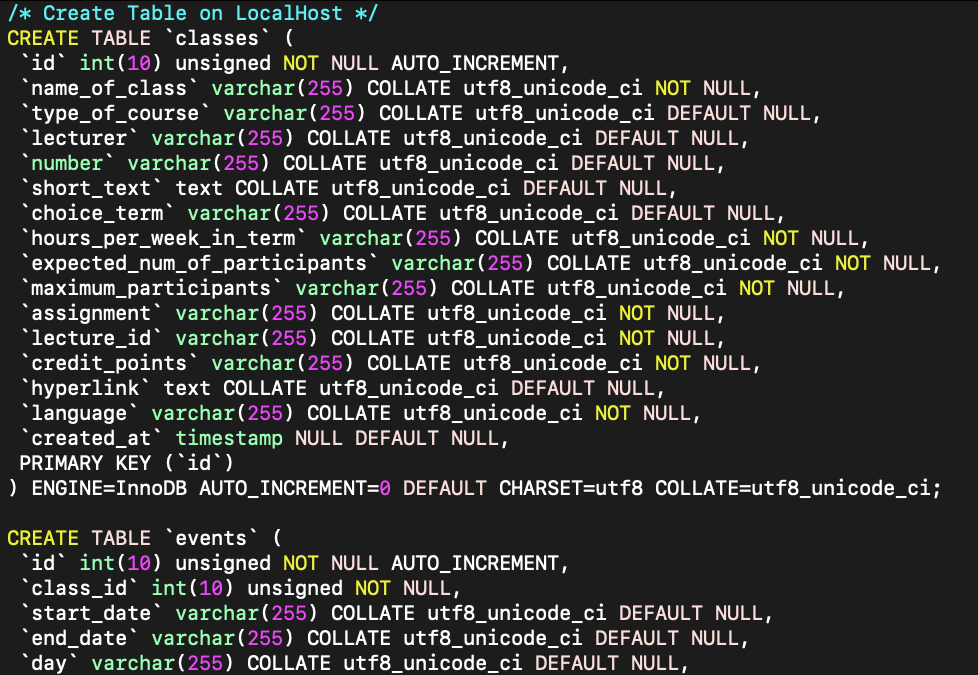 /* Create Table on LocalHost */
CREATE TABLE `classes` (
`id` int(10) unsigned NOT NULL AUTO_INCREMENT,
`name_of_class` varchar(255) COLLATE utf8_unicode_ci NOT NULL,
`type_of_course` varchar(255) COLLATE utf8_unicode_ci DEFAULT NULL,
`lecturer` varchar(255) COLLATE utf8_unicode_ci DEFAULT NULL,
`number` varchar(255) COLLATE utf8_unicode_ci DEFAULT NULL,
`short_text` text COLLATE utf8_unicode_ci DEFAULT NULL,
`choice_term` varchar(255) COLLATE utf8_unicode_ci DEFAULT NULL,
`hours_per_week_in_term` varchar(255) COLLATE utf8_unicode_ci NOT NULL,
`expected_num_of_participants` varchar(255) COLLATE utf8_unicode_ci NOT NULL,
`maximum_participants` varchar(255) COLLATE utf8_unicode_ci NOT NULL,
`assignment` varchar(255) COLLATE utf8_unicode_ci NOT NULL,
`lecture_id` varchar(255) COLLATE utf8_unicode_ci NOT NULL,
`credit_points` varchar(255) COLLATE utf8_unicode_ci NOT NULL,
`hyperlink` text COLLATE utf8_unicode_ci DEFAULT NULL,
`language` varchar(255) COLLATE utf8_unicode_ci NOT NULL,
`created_at` timestamp NULL DEFAULT NULL,
PRIMARY KEY (`id`)
) ENGINE=InnoDB AUTO_INCREMENT=0 DEFAULT CHARSET=utf8 COLLATE=utf8_unicode_ci;
CREATE TABLE `events` (
`id` int(10) unsigned NOT NULL AUTO_INCREMENT,
`class_id` int(10) unsigned NOT NULL,
`start_date` varchar(255) COLLATE utf8_unicode_ci DEFAULT NULL,
`end_date` varchar(255) COLLATE utf8_unicode_ci DEFAULT NULL,
`day` varchar(255) COLLATE utf8_unicode_ci DEFAULT NULL,